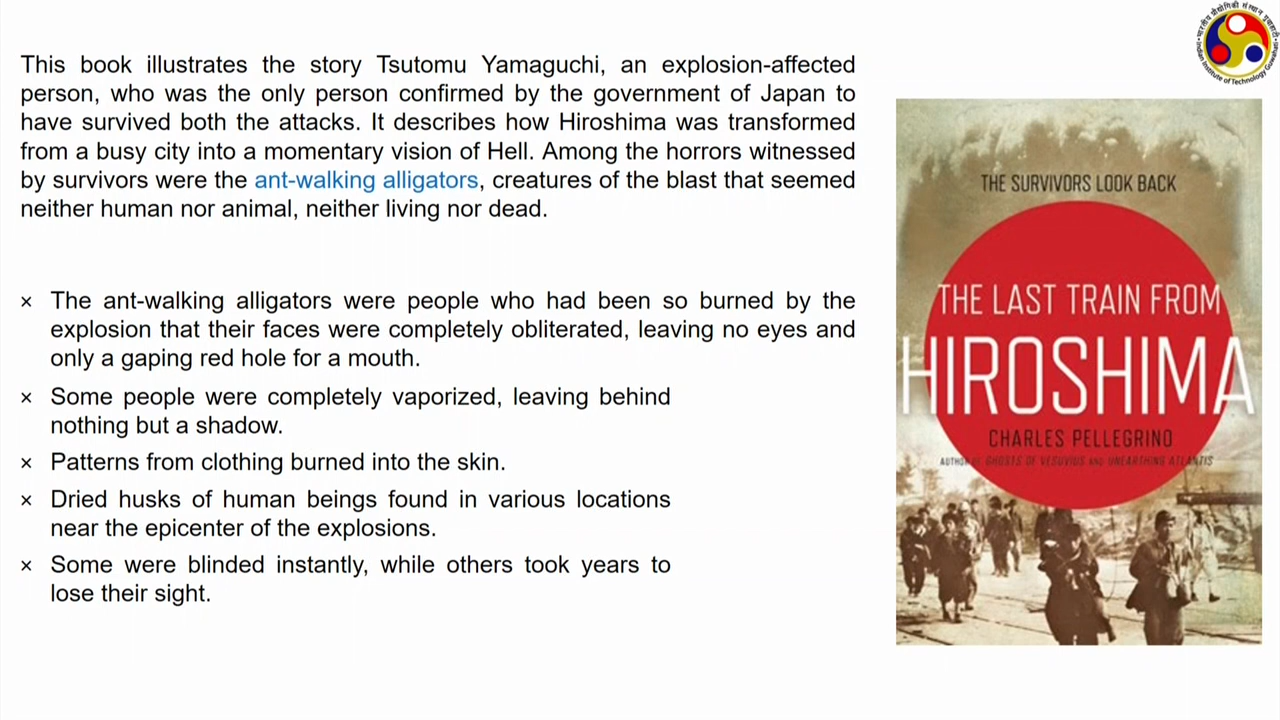 This book illustrates the story Tsutomu Yamaguchi, an explosion-affected
person, who was the only person confirmed by the government of Japan to
have survived both the attacks. It describes how Hiroshima was transformed
from a busy city into a momentary vision of Hell. Among the horrors witnessed
by survivors were the ant-walking alligators, creatures of the blast that seemed
neither human nor animal, neither living nor dead.
× The ant-walking alligators were people who had been so burned by the
explosion that their faces were completely obliterated, leaving no eyes and
only a gaping red hole for a mouth.
× Some people were completely vaporized, leaving behind
nothing but a shadow.
× Patterns from clothing burned into the skin.
× Dried husks of human beings found in various locations
near the epicenter of the explosions.
× Some were blinded instantly, while others took years to
lose their sight.
भारतीय प्रौद्योगिकी संस्थान गुवाहाटी
Indian Institute of Technology Guwahati
THE SURVIVORS LOOK BACK
THE LAST TRAIN FROM
HIROSHIMA
CHARLES PELLEGRINO
AUTHOR OF GHOSTS OF VESUVIUS AND UNEARTHING ATLANTIS